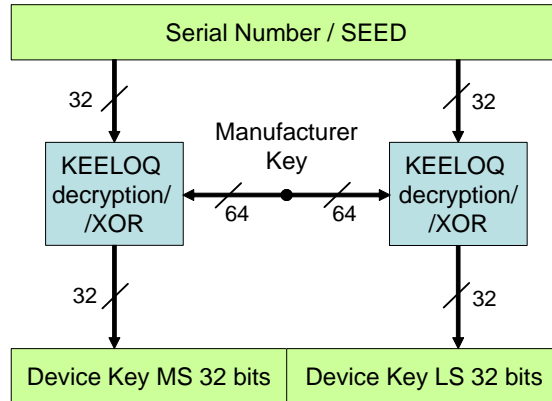 Serial Number / SEED
32
32
Manufacturer
Key
KEELOQ
decryption/
/XOR
KEELOQ
decryption/
/XOR
64
64
32
32
Device Key MS 32 bits
Device Key LS 32 bits